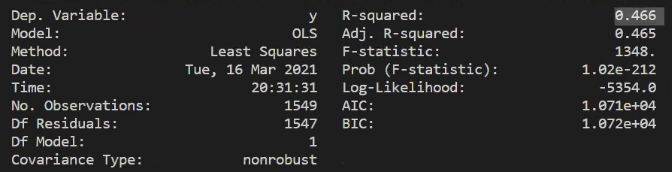 Dep. Variable: y R-squared: 0.466
Model: OLS Adj. R-squared: 0.465
Method: Least Squares F-statistic: 1348.
Date: Tue, 16 Mar 2021 Prob (F-statistic): 1.02e-212
Time: 20:31:31 Log-Likelihood: -5354.0
No. Observations: 1549 AIC: 1.071e+04
Df Residuals: 1547 BIC: 1.072e+04
Df Model: 1
Covariance Type: nonrobust